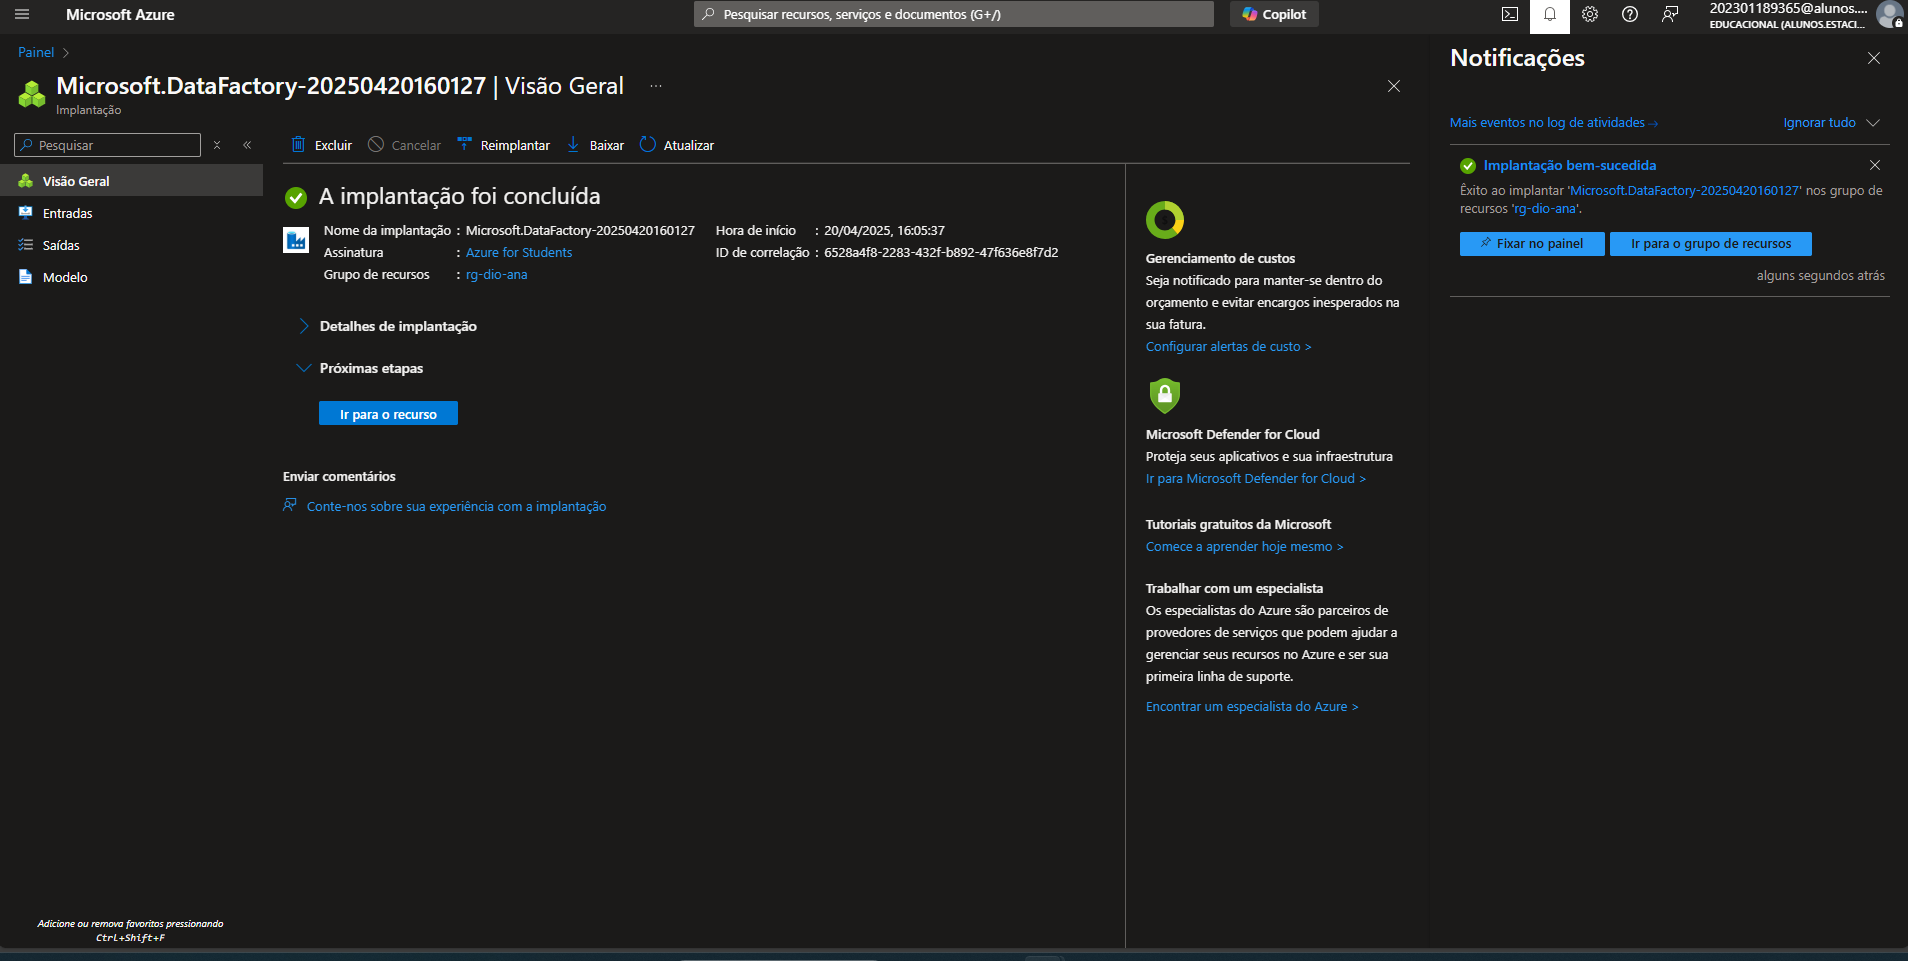 Microsoft Azure
Pesquisar recursos, serviços e documentos (G+/)
Copilot
202301189365@alunos....
EDUCACIONAL (ALUNOS.ESTACI...
Painel
Microsoft.DataFactory-20250420160127 | Visão Geral
...
Implantação
Pesquisar
Visão Geral
Entradas
Saídas
Modelo
Adicione ou remova favoritos pressionando
Ctrl+Shift+F
Excluir
Cancelar
Reimplantar
Baixar
Atualizar
A implantação foi concluída
Nome da implantação : Microsoft.DataFactory-20250420160127
Assinatura : Azure for Students
Grupo de recursos : rg-dio-ana
Hora de início : 20/04/2025, 16:05:37
ID de correlação : 6528a4f8-2283-432f-b892-47f636e8f7d2
Detalhes de implantação
Próximas etapas
Ir para o recurso
Enviar comentários
Conte-nos sobre sua experiência com a implantação
Gerenciamento de custos
Seja notificado para manter-se dentro do
orçamento e evitar encargos inesperados na
sua fatura.
Configurar alertas de custo >
Microsoft Defender for Cloud
Proteja seus aplicativos e sua infraestrutura
Ir para Microsoft Defender for Cloud >
Tutoriais gratuitos da Microsoft
Comece a aprender hoje mesmo >
Trabalhar com um especialista
Os especialistas do Azure são parceiros de
provedores de serviços que podem ajudar a
gerenciar seus recursos no Azure e ser sua
primeira linha de suporte.
Encontrar um especialista do Azure >
Notificações
Mais eventos no log de atividades →
Ignorar tudo
Implantação bem-sucedida
Êxito ao implantar 'Microsoft.DataFactory-20250420160127' nos grupo de
recursos 'rg-dio-ana'.
Fixar no painel
Ir para o grupo de recursos
alguns segundos atrás